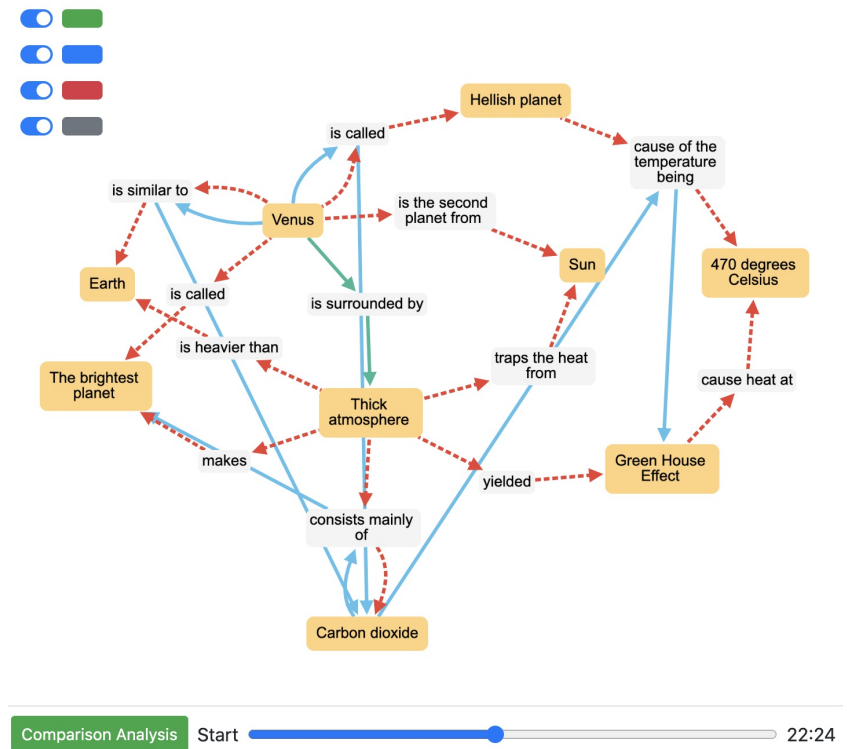 Hellish planet
is called
cause of the
temperature
being
is similar to
Venus
is the second
planet from
Sun
470 degrees
Celsius
Earth
is called
is surrounded by
is heavier than
traps the heat
from
The brightest
planet
cause heat at
Thick
atmosphere
makes
yielded
Green House
Effect
consists mainly
of
Carbon dioxide
Comparison Analysis
Start
22:24